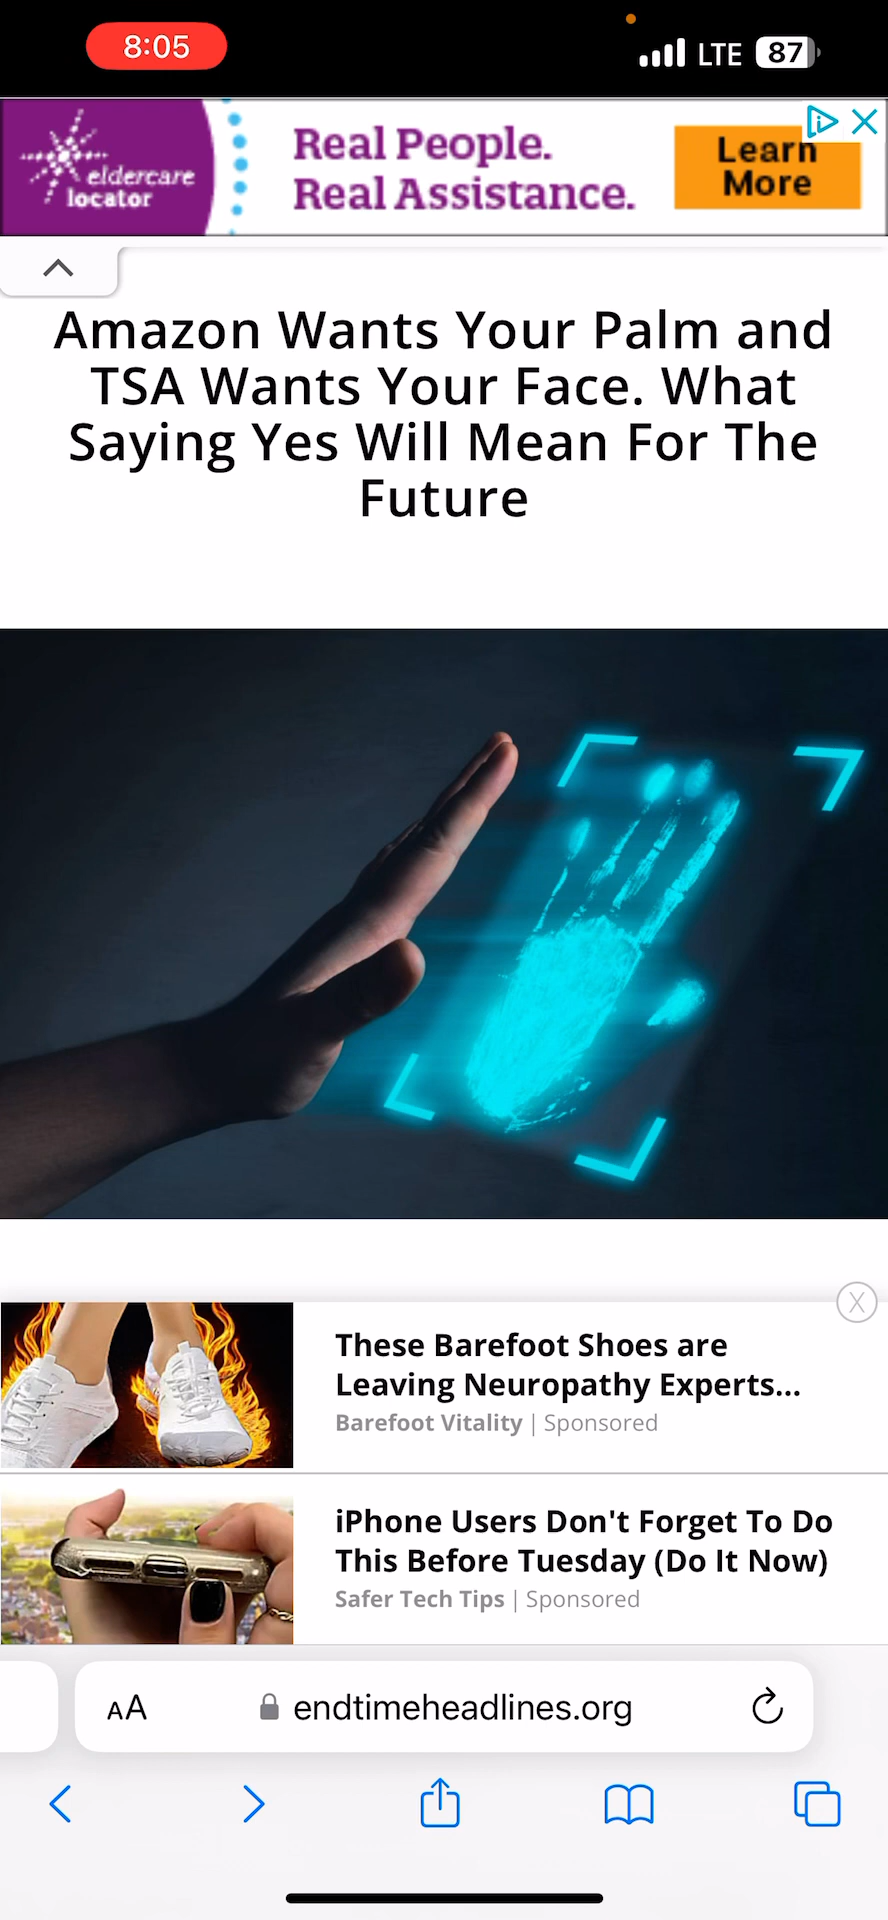 8:05
LTE 87
eldercare
locator
Real People.
Real Assistance.
Learn
More
Amazon Wants Your Palm and
TSA Wants Your Face. What
Saying Yes Will Mean For The
Future
X
These Barefoot Shoes are
Leaving Neuropathy Experts...
Barefoot Vitality | Sponsored
iPhone Users Don't Forget To Do
This Before Tuesday (Do It Now)
Safer Tech Tips | Sponsored
AA endtimeheadlines.org